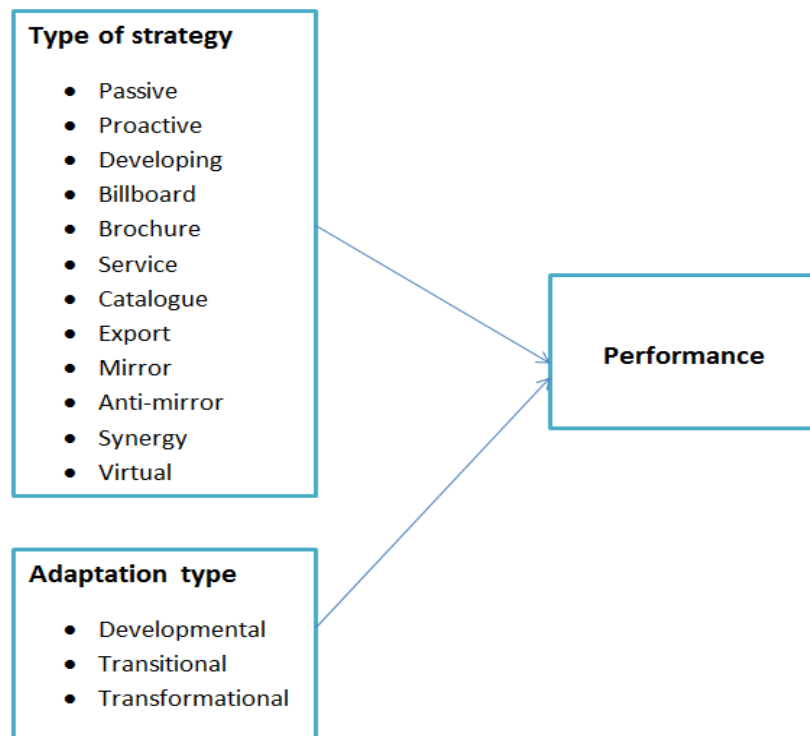 Type of strategy
• Passive
• Proactive
• Developing
• Billboard
• Brochure
• Service
• Catalogue
• Export
• Mirror
• Anti-mirror
• Synergy
• Virtual
Performance
Adaptation type
• Developmental
• Transitional
• Transformational